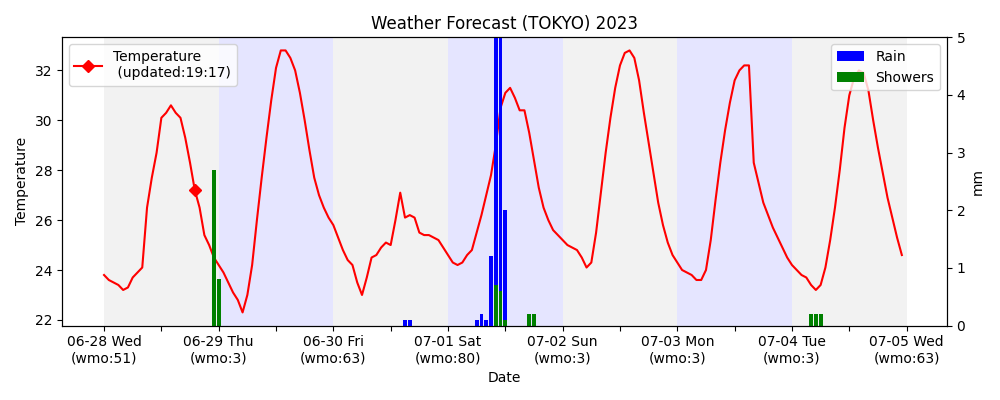 Weather Forecast (TOKYO) 2023
Temperature
(updated:19:17)
Rain
Showers
Temperature
32
30
28
26
24
22
5
4
3
2
1
0
mm
06-28 Wed
(wmo:51)
06-29 Thu
(wmo:3)
06-30 Fri
(wmo:63)
07-01 Sat
(wmo:80)
07-02 Sun
(wmo:3)
07-03 Mon
(wmo:3)
07-04 Tue
(wmo:3)
07-05 Wed
(wmo:63)
Date